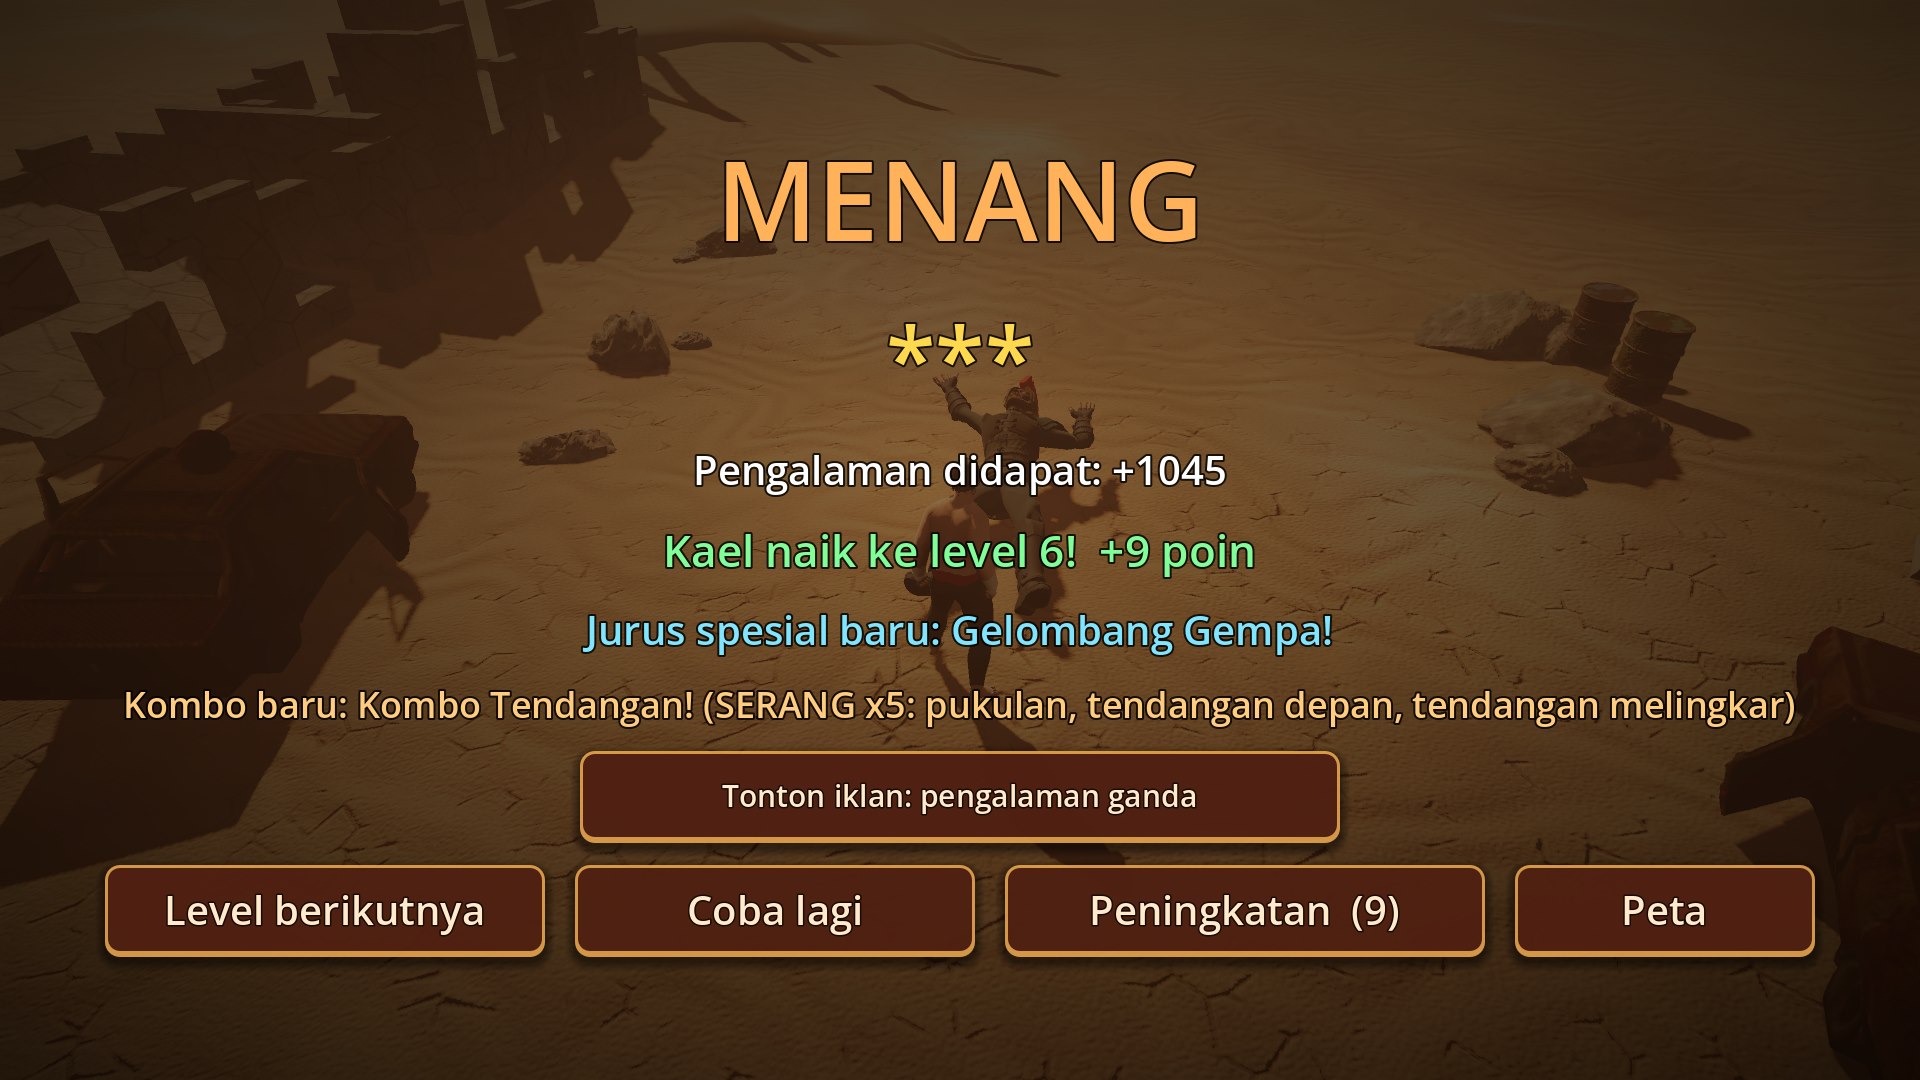 MENANG
***
Pengalaman didapat: +1045
Kael naik ke level 6! +9 poin
Jurus spesial baru: Gelombang Gempa!
Kombo baru: Kombo Tendangan! (SERANG x5: pukulan, tendangan depan, tendangan melingkar)
Tonton iklan: pengalaman ganda
Level berikutnya
Coba lagi
Peningkatan (9)
Peta